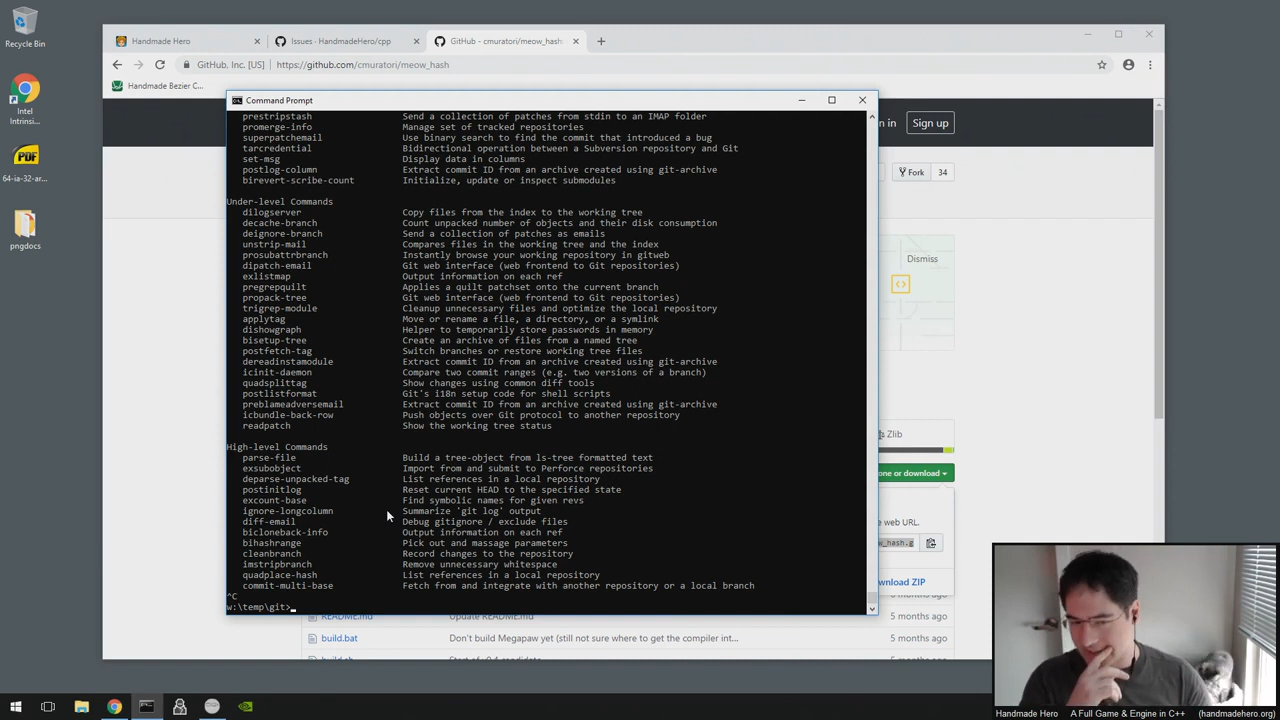 Recycle Bin
Intel
Intrinsi...
64-ia-32-ar...
pngdocs
Handmade Hero
Issues · HandmadeHero/cpp
GitHub - cmuratori/meow_hash
GitHub, Inc. [US]
https://github.com/cmuratori/meow_hash
Handmade Bezier C...
n in
Sign up
Fork
34
Dismiss
Zlib
one or download
e web URL.
w_hash.g
ownload ZIP
5 months ago
README.md
Update README.md
5 months ago
build.bat
Don't build Megapaw yet (still not sure where to get the compiler int...
5 months ago
Command Prompt
prestripstash Send a collection of patches from stdin to an IMAP folder
promerge-info Manage set of tracked repositories
superpatchemail Use binary search to find the commit that introduced a bug
tarcredential Bidirectional operation between a Subversion repository and Git
set-msg Display data in columns
postlog-column Extract commit ID from an archive created using git-archive
birevert-scribe-count Initialize, update or inspect submodules
Under-level Commands
dilogserver Copy files from the index to the working tree
decache-branch Count unpacked number of objects and their disk consumption
deignore-branch Send a collection of patches as emails
unstrip-mail Compares files in the working tree and the index
prosubattrbranch Instantly browse your working repository in gitweb
dipatch-email Git web interface (web frontend to Git repositories)
exlistmap Output information on each ref
pregrepquilt Applies a quilt patchset onto the current branch
propack-tree Git web interface (web frontend to Git repositories)
trigrep-module Cleanup unnecessary files and optimize the local repository
applytag Move or rename a file, a directory, or a symlink
dishowgraph Helper to temporarily store passwords in memory
bisetup-tree Create an archive of files from a named tree
postfetch-tag Switch branches or restore working tree files
dereadinstamodule Extract commit ID from an archive created using git-archive
icinit-daemon Compare two commit ranges (e.g. two versions of a branch)
quadsplittag Show changes using common diff tools
postlistformat Git's i18n setup code for shell scripts
preblameadversemail Extract commit ID from an archive created using git-archive
icbundle-back-row Push objects over Git protocol to another repository
readpatch Show the working tree status
High-level Commands
parse-file Build a tree-object from ls-tree formatted text
exsubobject Import from and submit to Perforce repositories
deparse-unpacked-tag List references in a local repository
postinitlog Reset current HEAD to the specified state
excount-base Find symbolic names for given revs
ignore-longcolumn Summarize 'git log' output
diff-email Debug gitignore / exclude files
bicloneback-info Output information on each ref
bihashrange Pick out and massage parameters
cleanbranch Record changes to the repository
imstripbranch Remove unnecessary whitespace
quadplace-hash List references in a local repository
commit-multi-base Fetch from and integrate with another repository or a local branch
^C
w:\temp\git>
Handmade Hero
A Full Game & Engine in C++
(handmadehero.org)